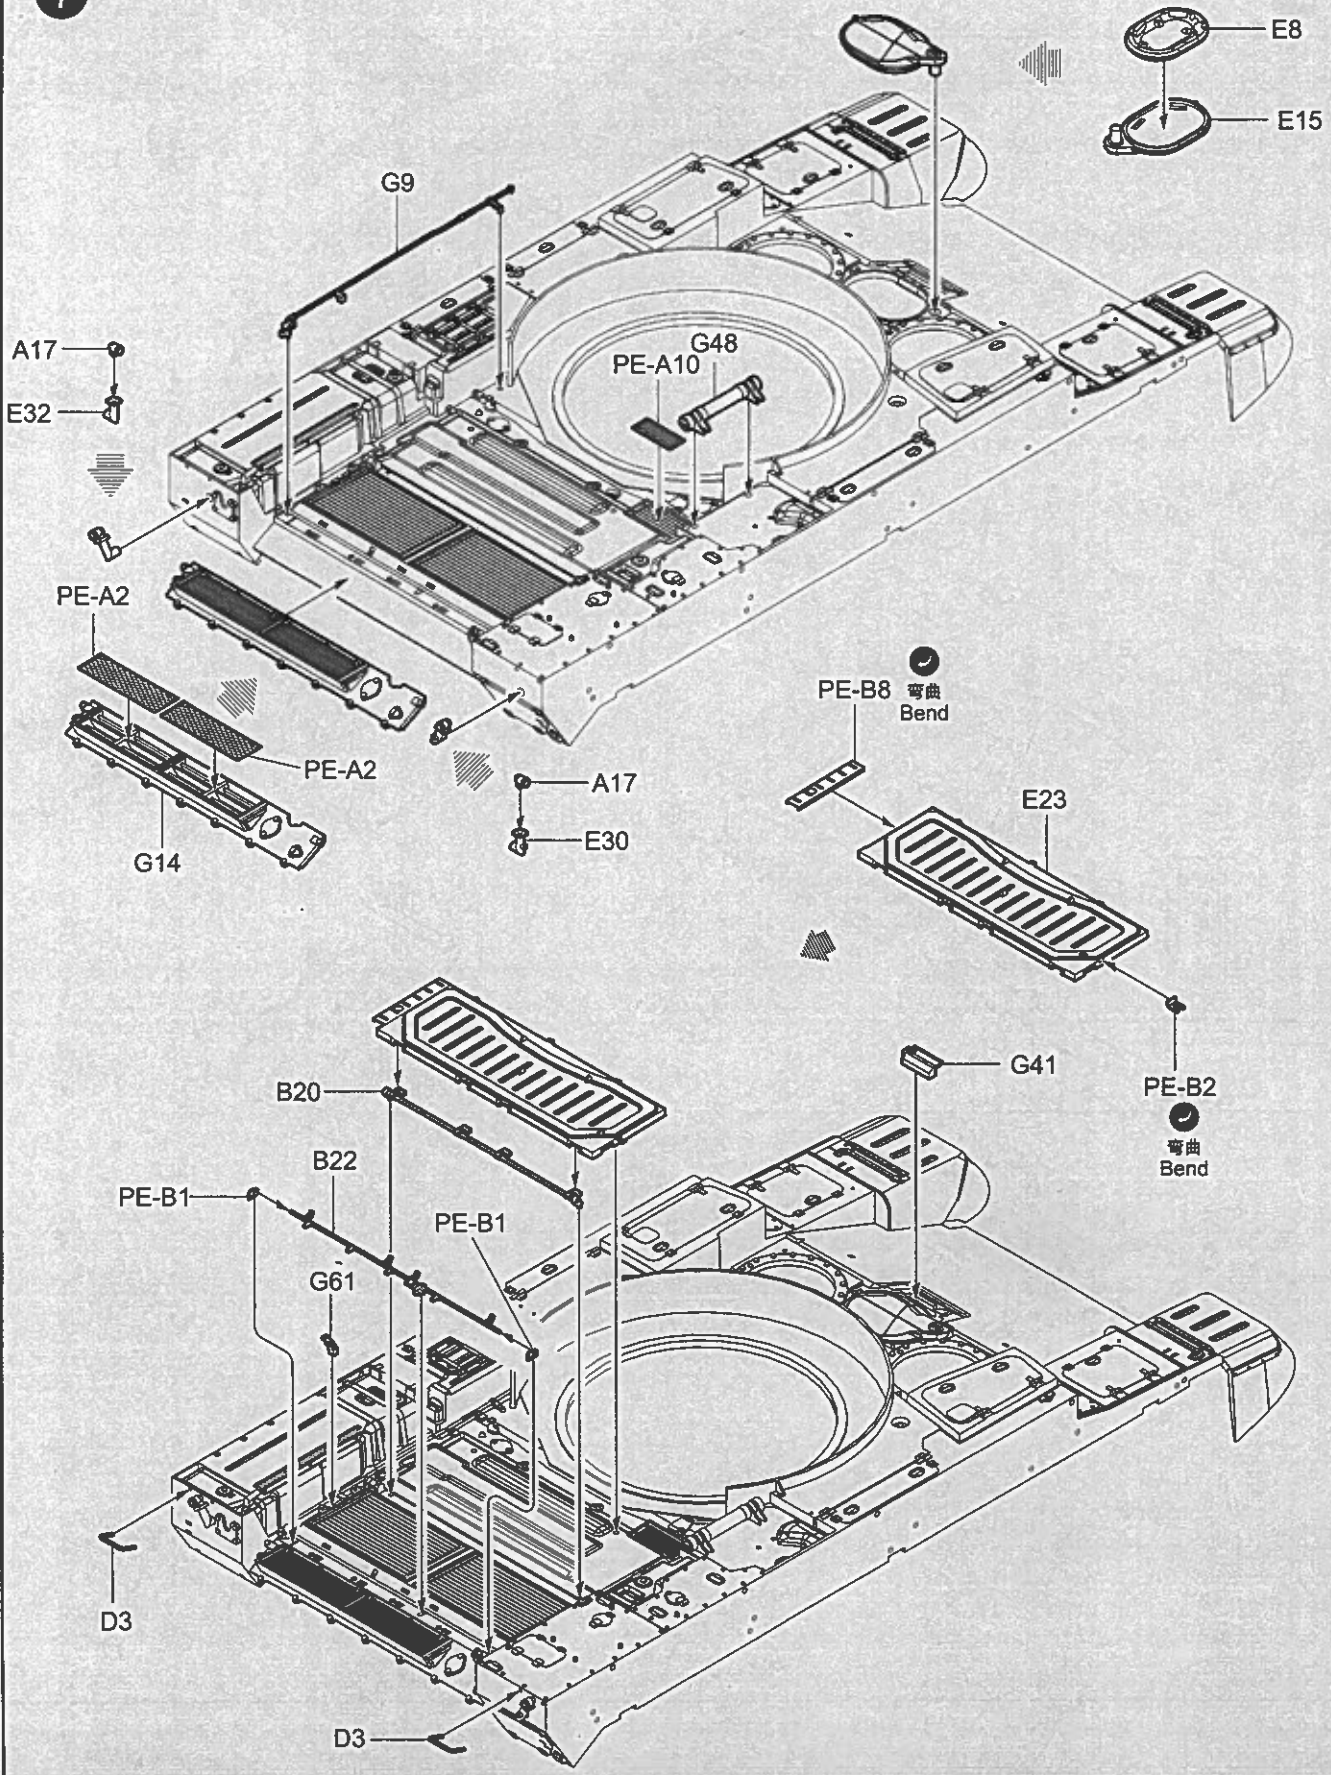 7
E8
E15
G9
A17
E32
G48
PE-A10
PE-A2
PE-A2
G14
A17
E30
PE-B8
弯曲
Bend
E23
PE-B2
弯曲
Bend
G41
B20
B22
PE-B1
PE-B1
G61
D3
D3